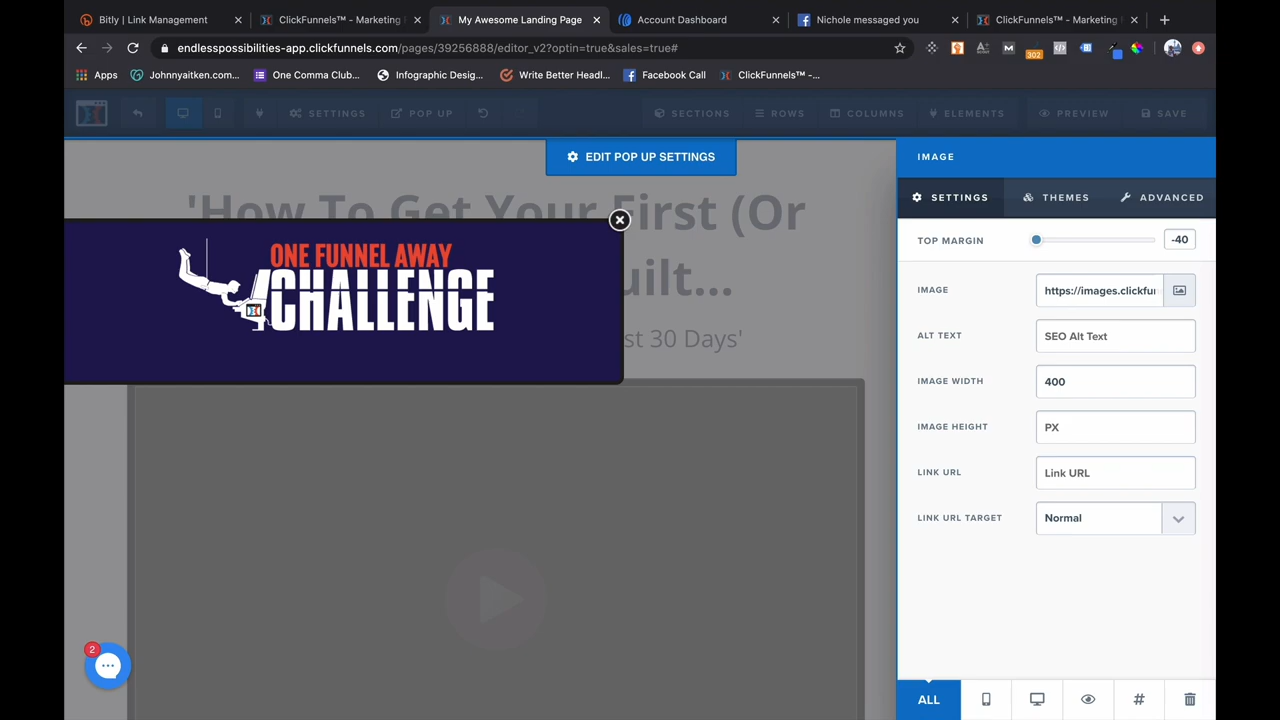 Bitly | Link Management
ClickFunnels™ - Marketing
My Awesome Landing Page
Account Dashboard
Nichole messaged you
ClickFunnels™ - Marketing
endlesspossibilities-app.clickfunnels.com/pages/39256888/editor_v2?optin=true&sales=true#
302
Apps
Johnnyaitken.com...
One Comma Club...
Infographic Desig...
Write Better Headl...
Facebook Call
ClickFunnels™ -...
SETTINGS
POP UP
SECTIONS
ROWS
COLUMNS
ELEMENTS
PREVIEW
SAVE
EDIT POP UP SETTINGS
'How To Get Your First (Or
uilt...
st 30 Days'
ONE FUNNEL AWAY
CHALLENGE
2
IMAGE
SETTINGS
THEMES
ADVANCED
TOP MARGIN
-40
IMAGE
https://images.clickfu
ALT TEXT
SEO Alt Text
IMAGE WIDTH
400
IMAGE HEIGHT
PX
LINK URL
Link URL
LINK URL TARGET
Normal
ALL
#